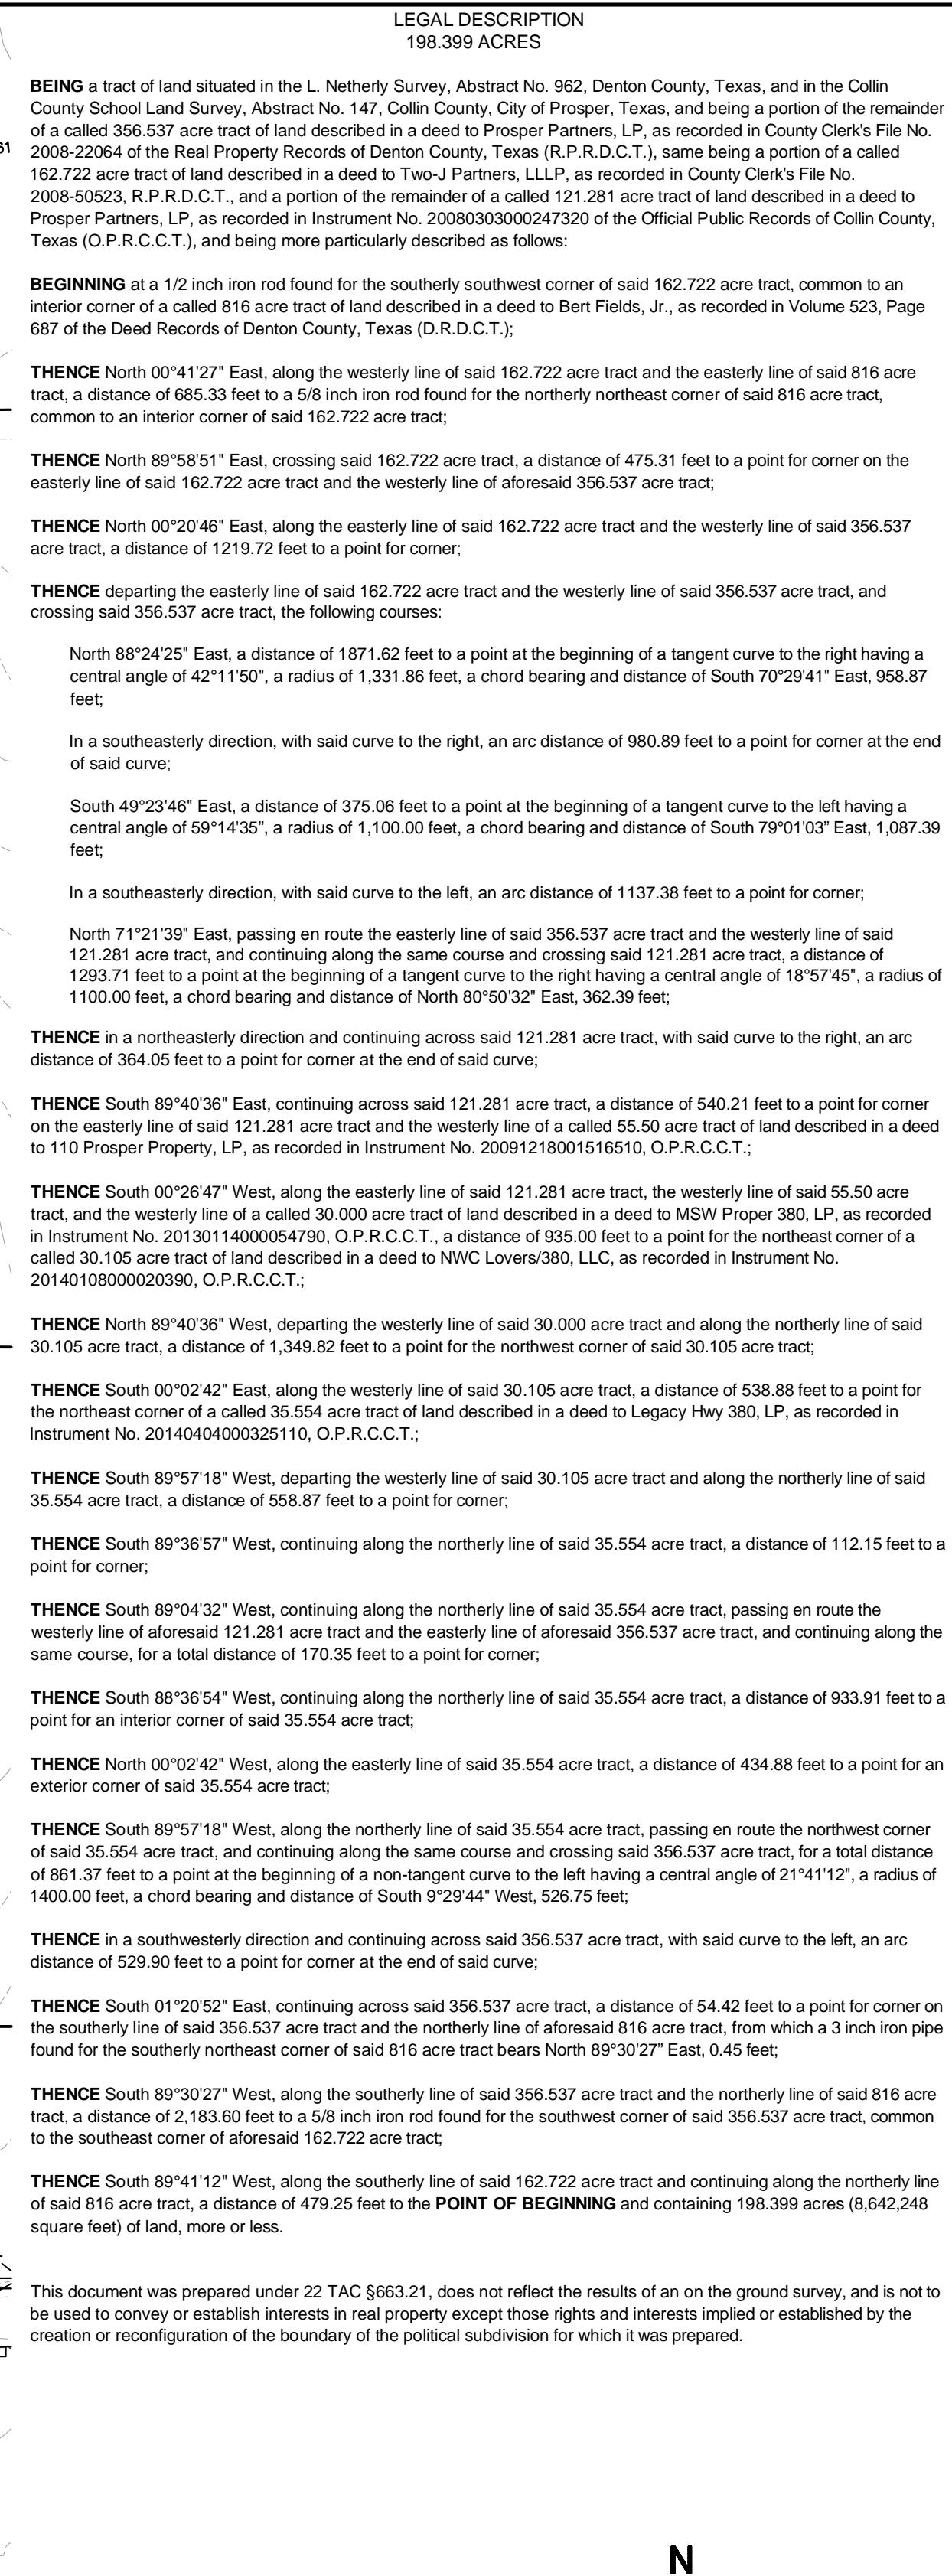 LEGAL DESCRIPTION
198.399 ACRES
BEING a tract of land situated in the L. Netherly Survey, Abstract No. 962, Denton County, Texas, and in the Collin
County School Land Survey, Abstract No. 147, Collin County, City of Prosper, Texas, and being a portion of the remainder
of a called 356.537 acre tract of land described in a deed to Prosper Partners, LP, as recorded in County Clerk's File No.
2008-22064 of the Real Property Records of Denton County, Texas (R.P.R.D.C.T.), same being a portion of a called
162.722 acre tract of land described in a deed to Two-J Partners, LLLP, as recorded in County Clerk's File No.
2008-50523, R.P.R.D.C.T., and a portion of the remainder of a called 121.281 acre tract of land described in a deed to
Prosper Partners, LP, as recorded in Instrument No. 20080303000247320 of the Official Public Records of Collin County,
Texas (O.P.R.C.C.T.), and being more particularly described as follows:
BEGINNING at a 1/2 inch iron rod found for the southerly southwest corner of said 162.722 acre tract, common to an
interior corner of a called 816 acre tract of land described in a deed to Bert Fields, Jr., as recorded in Volume 523, Page
687 of the Deed Records of Denton County, Texas (D.R.D.C.T.);
THENCE North 00°41'27" East, along the westerly line of said 162.722 acre tract and the easterly line of said 816 acre
tract, a distance of 685.33 feet to a 5/8 inch iron rod found for the northerly northeast corner of said 816 acre tract,
common to an interior corner of said 162.722 acre tract;
THENCE North 89°58'51" East, crossing said 162.722 acre tract, a distance of 475.31 feet to a point for corner on the
easterly line of said 162.722 acre tract and the westerly line of aforesaid 356.537 acre tract;
THENCE North 00°20'46" East, along the easterly line of said 162.722 acre tract and the westerly line of said 356.537
acre tract, a distance of 1219.72 feet to a point for corner;
THENCE departing the easterly line of said 162.722 acre tract and the westerly line of said 356.537 acre tract, and
crossing said 356.537 acre tract, the following courses:
North 88°24'25" East, a distance of 1871.62 feet to a point at the beginning of a tangent curve to the right having a
central angle of 42°11'50", a radius of 1,331.86 feet, a chord bearing and distance of South 70°29'41" East, 958.87
feet;
In a southeasterly direction, with said curve to the right, an arc distance of 980.89 feet to a point for corner at the end
of said curve;
South 49°23'46" East, a distance of 375.06 feet to a point at the beginning of a tangent curve to the left having a
central angle of 59°14'35”, a radius of 1,100.00 feet, a chord bearing and distance of South 79°01'03” East, 1,087.39
feet;
In a southeasterly direction, with said curve to the left, an arc distance of 1137.38 feet to a point for corner;
North 71°21'39" East, passing en route the easterly line of said 356.537 acre tract and the westerly line of said
121.281 acre tract, and continuing along the same course and crossing said 121.281 acre tract, a distance of
1293.71 feet to a point at the beginning of a tangent curve to the right having a central angle of 18°57'45", a radius of
1100.00 feet, a chord bearing and distance of North 80°50'32" East, 362.39 feet;
THENCE in a northeasterly direction and continuing across said 121.281 acre tract, with said curve to the right, an arc
distance of 364.05 feet to a point for corner at the end of said curve;
THENCE South 89°40'36" East, continuing across said 121.281 acre tract, a distance of 540.21 feet to a point for corner
on the easterly line of said 121.281 acre tract and the westerly line of a called 55.50 acre tract of land described in a deed
to 110 Prosper Property, LP, as recorded in Instrument No. 20091218001516510, O.P.R.C.C.T.;
THENCE South 00°26'47" West, along the easterly line of said 121.281 acre tract, the westerly line of said 55.50 acre
tract, and the westerly line of a called 30.000 acre tract of land described in a deed to MSW Proper 380, LP, as recorded
in Instrument No. 20130114000054790, O.P.R.C.C.T., a distance of 935.00 feet to a point for the northeast corner of a
called 30.105 acre tract of land described in a deed to NWC Lovers/380, LLC, as recorded in Instrument No.
20140108000020390, O.P.R.C.C.T.;
THENCE North 89°40'36" West, departing the westerly line of said 30.000 acre tract and along the northerly line of said
30.105 acre tract, a distance of 1,349.82 feet to a point for the northwest corner of said 30.105 acre tract;
THENCE South 00°02'42" East, along the westerly line of said 30.105 acre tract, a distance of 538.88 feet to a point for
the northeast corner of a called 35.554 acre tract of land described in a deed to Legacy Hwy 380, LP, as recorded in
Instrument No. 20140404000325110, O.P.R.C.C.T.;
THENCE South 89°57'18" West, departing the westerly line of said 30.105 acre tract and along the northerly line of said
35.554 acre tract, a distance of 558.87 feet to a point for corner;
THENCE South 89°36'57" West, continuing along the northerly line of said 35.554 acre tract, a distance of 112.15 feet to a
point for corner;
THENCE South 89°04'32" West, continuing along the northerly line of said 35.554 acre tract, passing en route the
westerly line of aforesaid 121.281 acre tract and the easterly line of aforesaid 356.537 acre tract, and continuing along the
same course, for a total distance of 170.35 feet to a point for corner;
THENCE South 88°36'54" West, continuing along the northerly line of said 35.554 acre tract, a distance of 933.91 feet to a
point for an interior corner of said 35.554 acre tract;
THENCE North 00°02'42" West, along the easterly line of said 35.554 acre tract, a distance of 434.88 feet to a point for an
exterior corner of said 35.554 acre tract;
THENCE South 89°57'18" West, along the northerly line of said 35.554 acre tract, passing en route the northwest corner
of said 35.554 acre tract, and continuing along the same course and crossing said 356.537 acre tract, for a total distance
of 861.37 feet to a point at the beginning of a non-tangent curve to the left having a central angle of 21°41'12", a radius of
1400.00 feet, a chord bearing and distance of South 9°29'44" West, 526.75 feet;
THENCE in a southwesterly direction and continuing across said 356.537 acre tract, with said curve to the left, an arc
distance of 529.90 feet to a point for corner at the end of said curve;
THENCE South 01°20'52" East, continuing across said 356.537 acre tract, a distance of 54.42 feet to a point for corner on
the southerly line of said 356.537 acre tract and the northerly line of aforesaid 816 acre tract, from which a 3 inch iron pipe
found for the southerly northeast corner of said 816 acre tract bears North 89°30'27” East, 0.45 feet;
THENCE South 89°30'27" West, along the southerly line of said 356.537 acre tract and the northerly line of said 816 acre
tract, a distance of 2,183.60 feet to a 5/8 inch iron rod found for the southwest corner of said 356.537 acre tract, common
to the southeast corner of aforesaid 162.722 acre tract;
THENCE South 89°41'12" West, along the southerly line of said 162.722 acre tract and continuing along the northerly line
of said 816 acre tract, a distance of 479.25 feet to the POINT OF BEGINNING and containing 198.399 acres (8,642,248
square feet) of land, more or less.
This document was prepared under 22 TAC §663.21, does not reflect the results of an on the ground survey, and is not to
be used to convey or establish interests in real property except those rights and interests implied or established by the
creation or reconfiguration of the boundary of the political subdivision for which it was prepared.
N